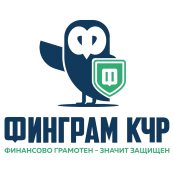 Ф
ФИНГРАМ КЧР
ФИНАНСОВО ГРАМОТЕН – ЗНАЧИТ ЗАЩИЩЕН